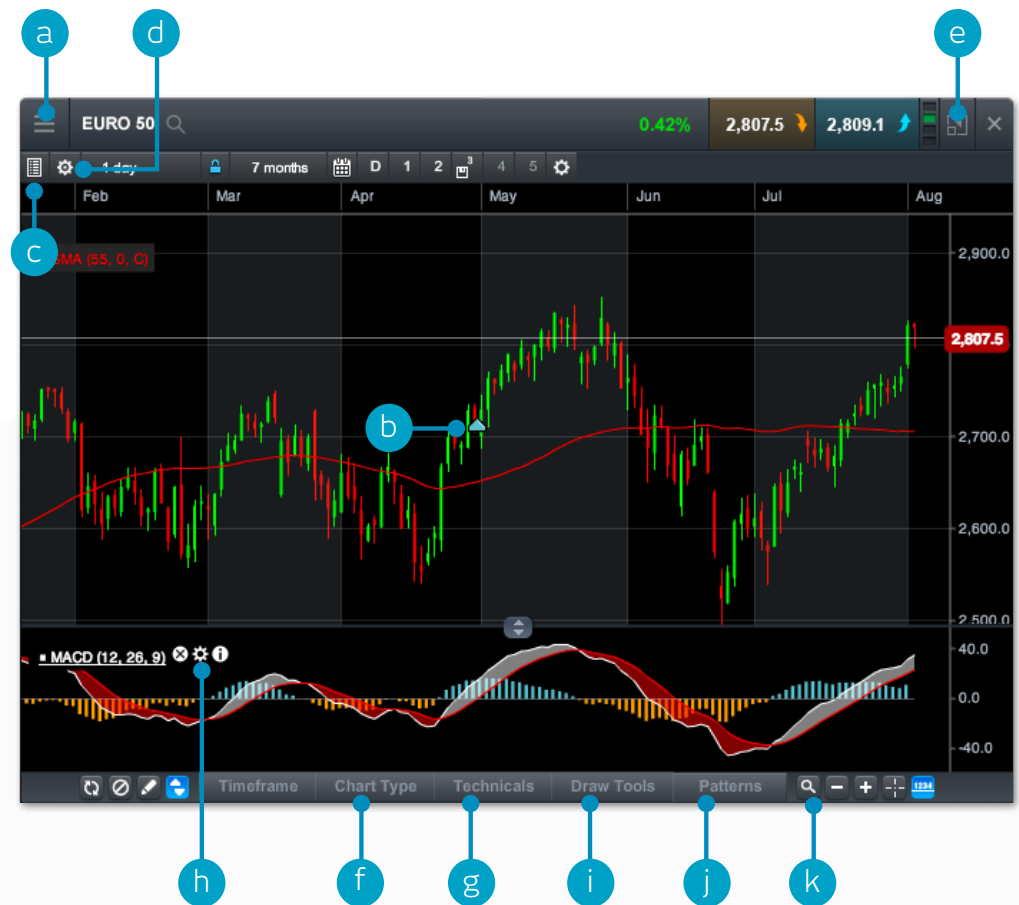 a
d
e
EURO 50
0.42%
2,807.5
2,809.1
1 day
7 months
D
1
2
3
4
5
Feb
Mar
Apr
May
Jun
Jul
Aug
c
SMA (55, 0, C)
2,900.0
2,807.5
b
2,700.0
2,600.0
2,500.0
MACD (12, 26, 9)
40.0
0.0
-40.0
Timeframe
Chart Type
Technicals
Draw Tools
Patterns
1234
h
f
g
i
j
k